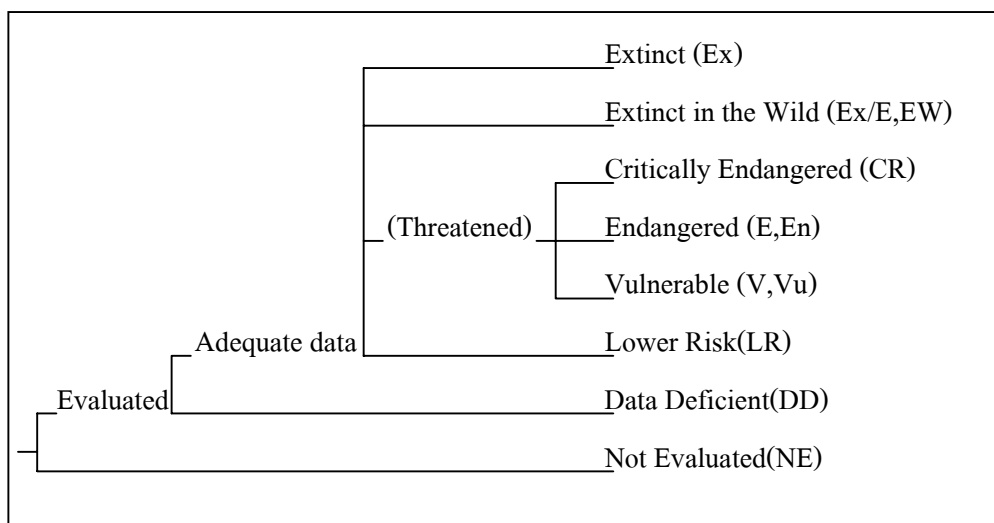 Extinct (Ex)
Extinct in the Wild (Ex/E,EW)
Critically Endangered (CR)
(Threatened)
Endangered (E,En)
Vulnerable (V,Vu)
Adequate data
Lower Risk(LR)
Evaluated
Data Deficient(DD)
Not Evaluated(NE)